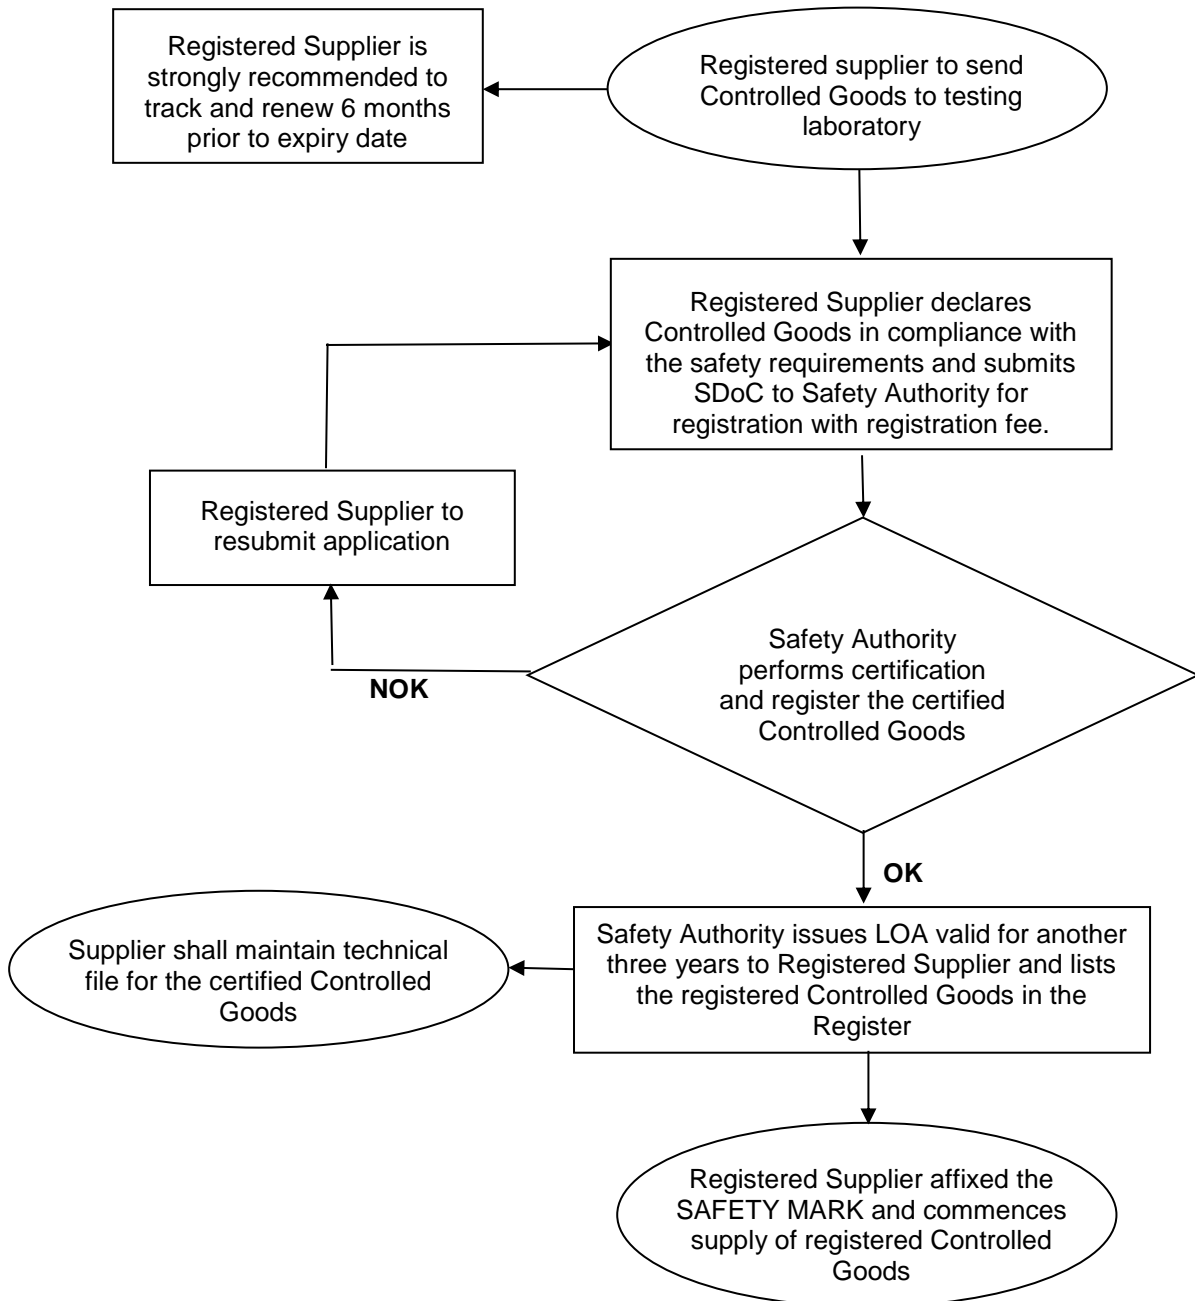 Registered Supplier is
strongly recommended to
track and renew 6 months
prior to expiry date
Registered supplier to send
Controlled Goods to testing
laboratory
Registered Supplier declares
Controlled Goods in compliance with
the safety requirements and submits
SDoC to Safety Authority for
registration with registration fee.
Registered Supplier to
resubmit application
Safety Authority
performs certification
and register the certified
Controlled Goods
NOK
OK
Supplier shall maintain technical
file for the certified Controlled
Goods
Safety Authority issues LOA valid for another
three years to Registered Supplier and lists
the registered Controlled Goods in the
Register
Registered Supplier affixed the
SAFETY MARK and commences
supply of registered Controlled
Goods